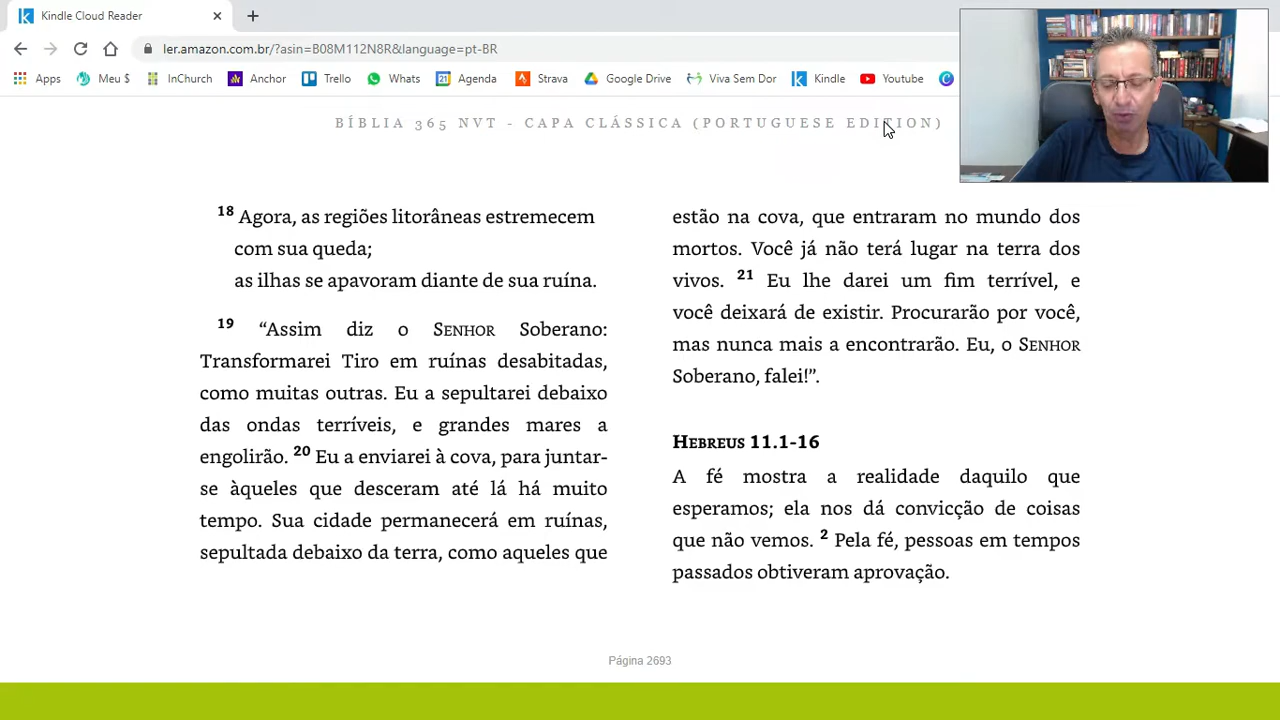 Kindle Cloud Reader
ler.amazon.com.br/?asin=B08M112N8R&language=pt-BR
Apps Meu $ InChurch Anchor Trello Whats Agenda Strava Google Drive Viva Sem Dor Kindle Youtube
BÍBLIA 365 NVT - CAPA CLÁSSICA (PORTUGUESE EDITION)
18 Agora, as regiões litorâneas estremecem
com sua queda;
as ilhas se apavoram diante de sua ruína.
19 “Assim diz o SENHOR Soberano:
Transformarei Tiro em ruínas desabitadas,
como muitas outras. Eu a sepultarei debaixo
das ondas terríveis, e grandes mares a
engolirão. 20 Eu a enviarei à cova, para juntar-
se àqueles que desceram até lá há muito
tempo. Sua cidade permanecerá em ruínas,
sepultada debaixo da terra, como aqueles que
estão na cova, que entraram no mundo dos
mortos. Você já não terá lugar na terra dos
vivos. 21 Eu lhe darei um fim terrível, e
você deixará de existir. Procurarão por você,
mas nunca mais a encontrarão. Eu, o SENHOR
Soberano, falei!”.
HEBREUS 11.1-16
A fé mostra a realidade daquilo que
esperamos; ela nos dá convicção de coisas
que não vemos. 2 Pela fé, pessoas em tempos
passados obtiveram aprovação.
Página 2693